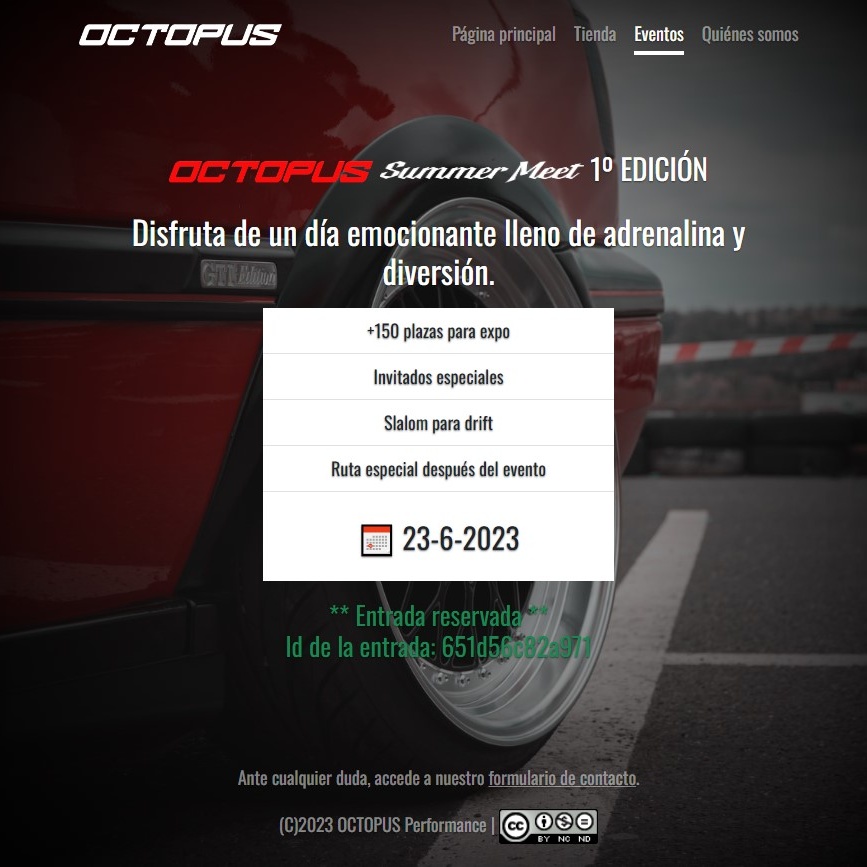 OCTOPUS
Página principal Tienda Eventos Quiénes somos
OCTOPUS Summer Meet 1º EDICIÓN
Disfruta de un día emocionante lleno de adrenalina y
diversión.
GTI Edition
+150 plazas para expo
Invitados especiales
Slalom para drift
Ruta especial después del evento
23-6-2023
** Entrada reservada **
Id de la entrada: 651d56c82a971
Ante cualquier duda, accede a nuestro formulario de contacto.
(C)2023 OCTOPUS Performance | cc BY NC ND